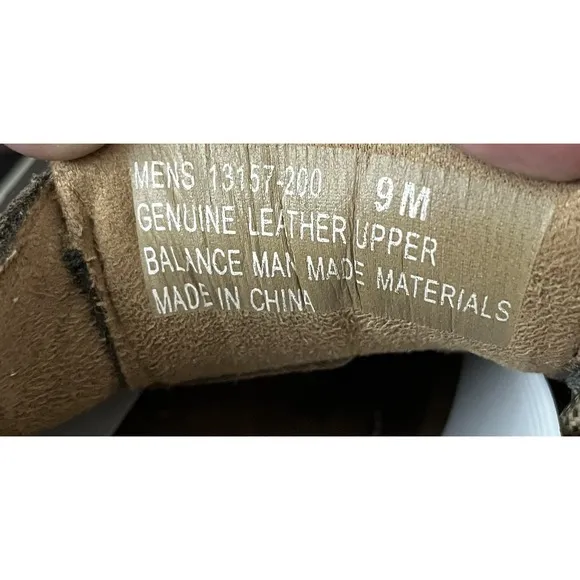 MENS 13157-200 9M
GENUINE LEATHER UPPER
BALANCE MAN MADE MATERIALS
MADE IN CHINA